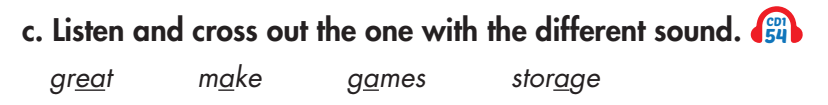 c. Listen and cross out the one with the different sound. CD1 54
great make games storage